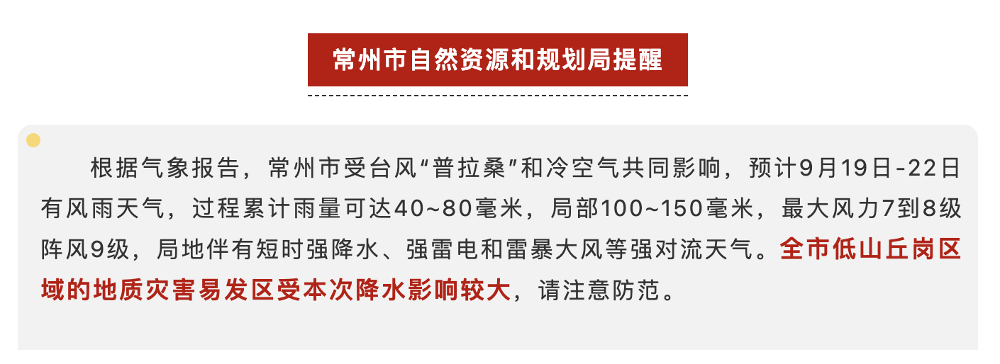 常州市自然资源和规划局提醒
根据气象报告，常州市受台风“普拉桑”和冷空气共同影响，预计9月19日-22日
有风雨天气，过程累计雨量可达40~80毫米，局部100~150毫米，最大风力7到8级
阵风9级，局地伴有短时强降水、强雷电和雷暴大风等强对流天气。全市低山丘岗区
域的地质灾害易发区受本次降水影响较大，请注意防范。